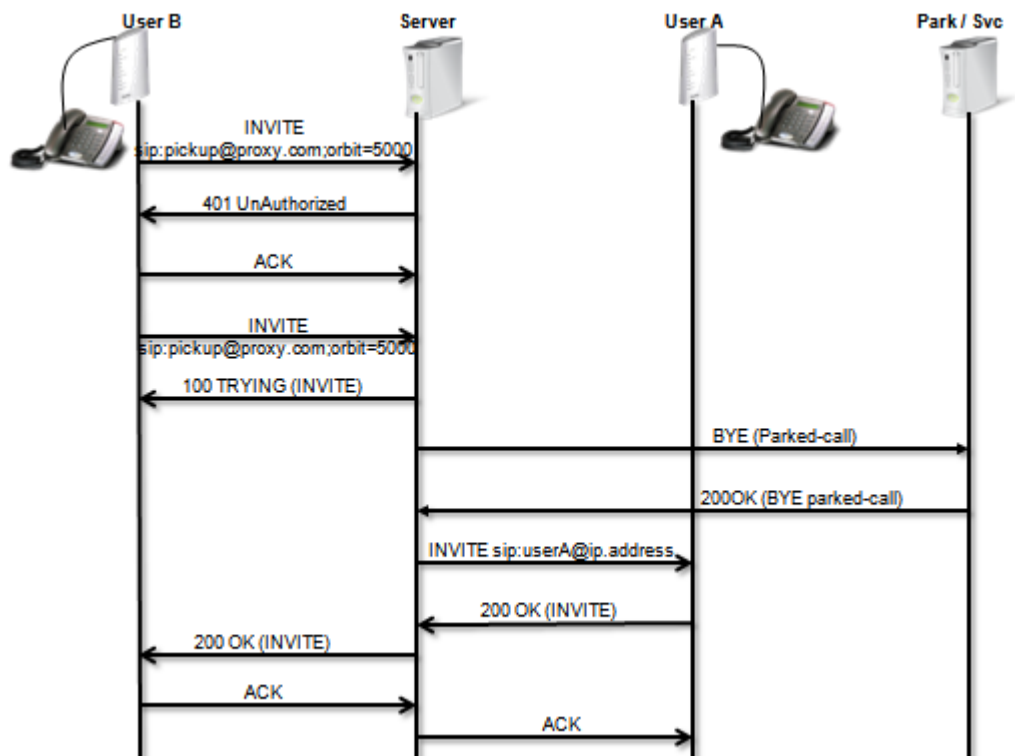 User B
Server
User A
Park / Svc
INVITE
sip:pickup@proxy.com;orbit=5000
401 UnAuthorized
ACK
INVITE
sip:pickup@proxy.com;orbit=5000
100 TRYING (INVITE)
BYE (Parked-call)
200OK (BYE parked-call)
INVITE sip:userA@ip.address
200 OK (INVITE)
200 OK (INVITE)
ACK
ACK